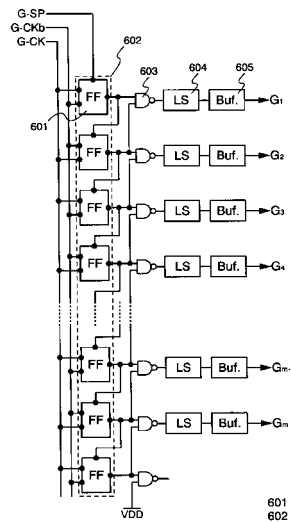 G-SP
G-CKb
G-CK
602
603
604
605
FF
LS
Buf.
G1
601
FF
LS
Buf.
G2
FF
LS
Buf.
G3
FF
LS
Buf.
G4
FF
LS
Buf.
Gm-
FF
LS
Buf.
Gm
FF
VDD
601
602